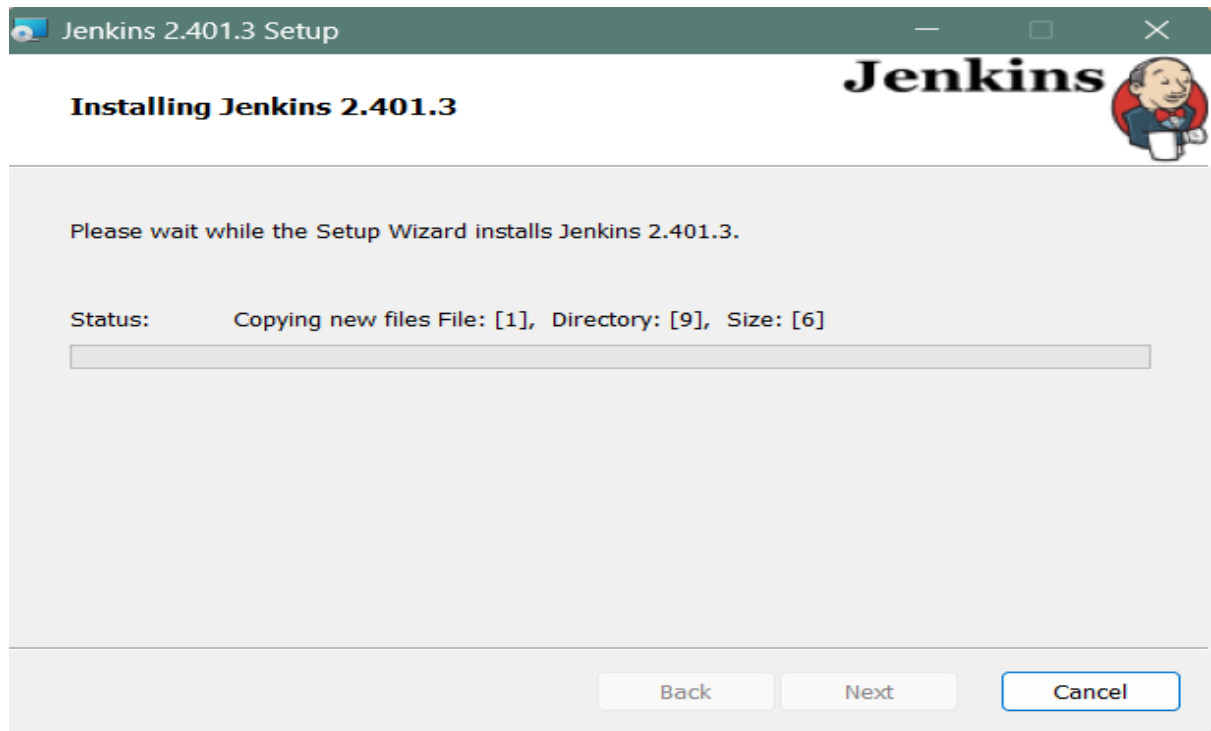 Jenkins 2.401.3 Setup
Jenkins
Installing Jenkins 2.401.3
Please wait while the Setup Wizard installs Jenkins 2.401.3.
Status: Copying new files File: [1], Directory: [9], Size: [6]
Back Next Cancel